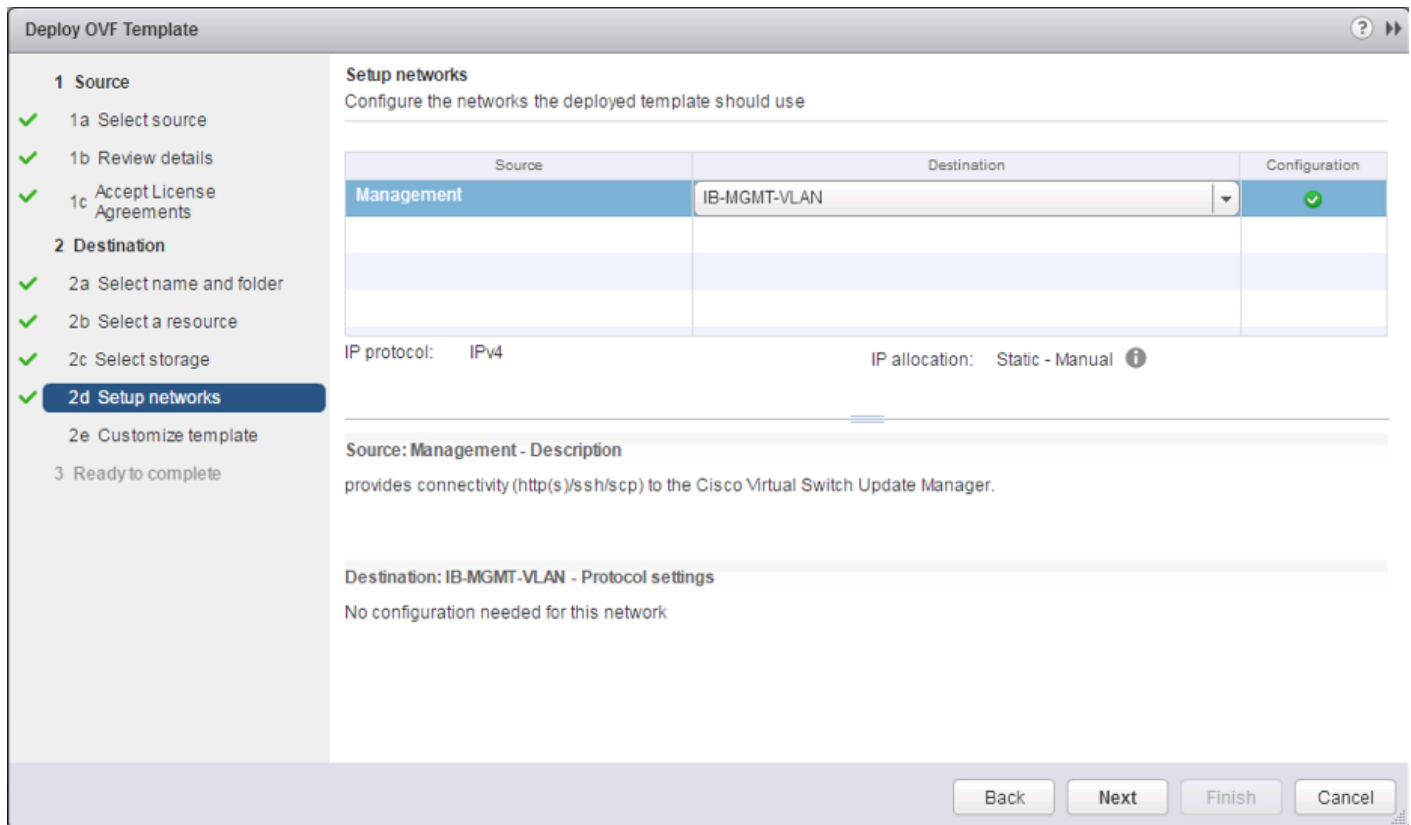 Deploy OVF Template
?
1 Source
1a Select source
1b Review details
1c Accept License
Agreements
2 Destination
2a Select name and folder
2b Select a resource
2c Select storage
2d Setup networks
2e Customize template
3 Ready to complete
Setup networks
Configure the networks the deployed template should use
Source Destination Configuration
Management IB-MGMT-VLAN
IP protocol: IPv4 IP allocation: Static - Manual i
Source: Management - Description
provides connectivity (http(s)/ssh/scp) to the Cisco Virtual Switch Update Manager.
Destination: IB-MGMT-VLAN - Protocol settings
No configuration needed for this network
Back Next Finish Cancel